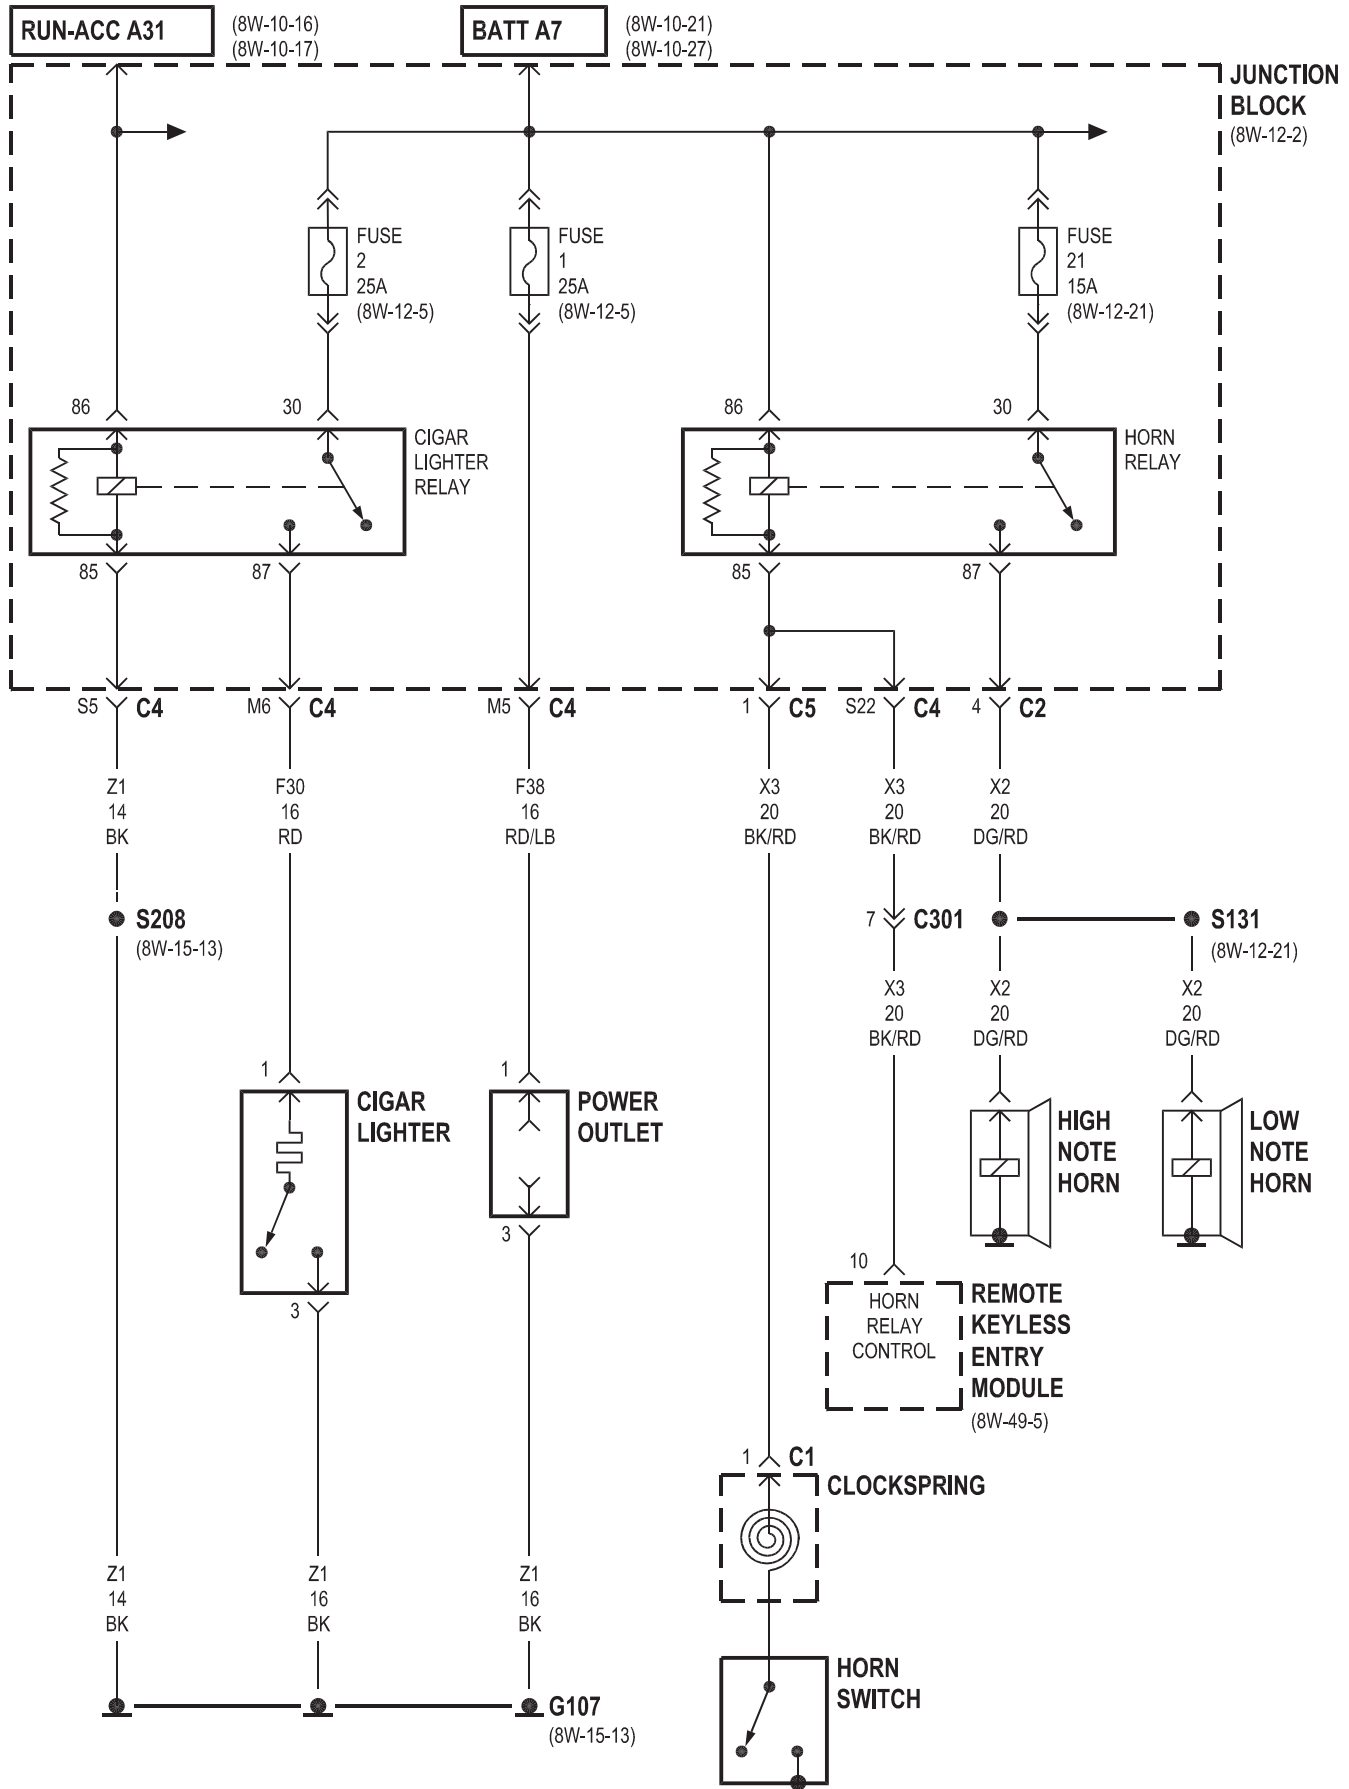 RUN-ACC A31
(8W-10-16)
(8W-10-17)
BATT A7
(8W-10-21)
(8W-10-27)
JUNCTION
BLOCK
(8W-12-2)
FUSE
2
25A
(8W-12-5)
FUSE
1
25A
(8W-12-5)
FUSE
21
15A
(8W-12-21)
86
30
CIGAR
LIGHTER
RELAY
85
87
86
30
HORN
RELAY
85
87
S5
C4
M6
C4
M5
C4
1
C5
S22
C4
4
C2
Z1
14
BK
F30
16
RD
F38
16
RD/LB
X3
20
BK/RD
X3
20
BK/RD
X2
20
DG/RD
S208
(8W-15-13)
7
C301
S131
(8W-12-21)
X3
20
BK/RD
X2
20
DG/RD
X2
20
DG/RD
1
CIGAR
LIGHTER
3
1
POWER
OUTLET
3
HIGH
NOTE
HORN
LOW
NOTE
HORN
10
HORN
RELAY
CONTROL
REMOTE
KEYLESS
ENTRY
MODULE
(8W-49-5)
1
C1
CLOCKSPRING
Z1
14
BK
Z1
16
BK
Z1
16
BK
G107
(8W-15-13)
HORN
SWITCH